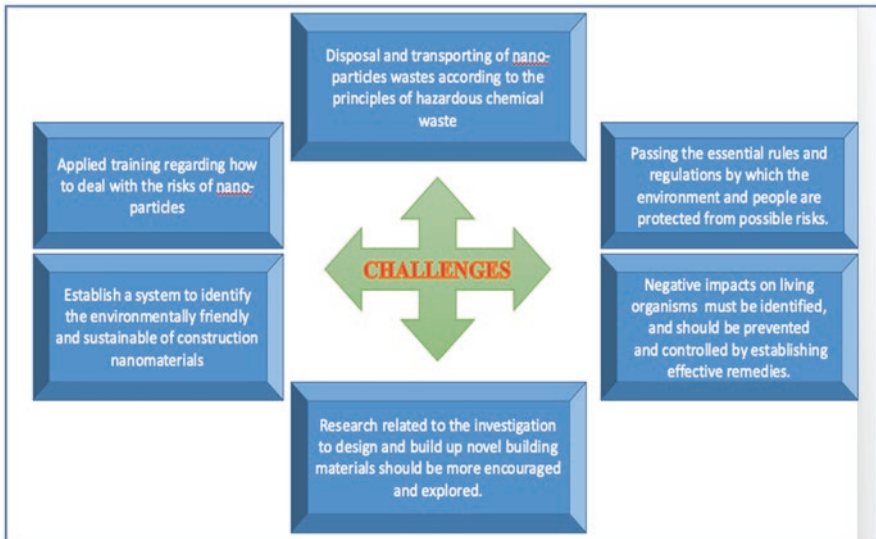 Disposal and transporting of nano-
particles wastes according to the
principles of hazardous chemical
waste
Applied training regarding how
to deal with the risks of nano-
particles
Passing the essential rules and
regulations by which the
environment and people are
protected from possible risks.
CHALLENGES
Establish a system to identify
the environmentally friendly
and sustainable of construction
nanomaterials
Negative impacts on living
organisms must be identified,
and should be prevented
and controlled by establishing
effective remedies.
Research related to the investigation
to design and build up novel building
materials should be more encouraged
and explored.